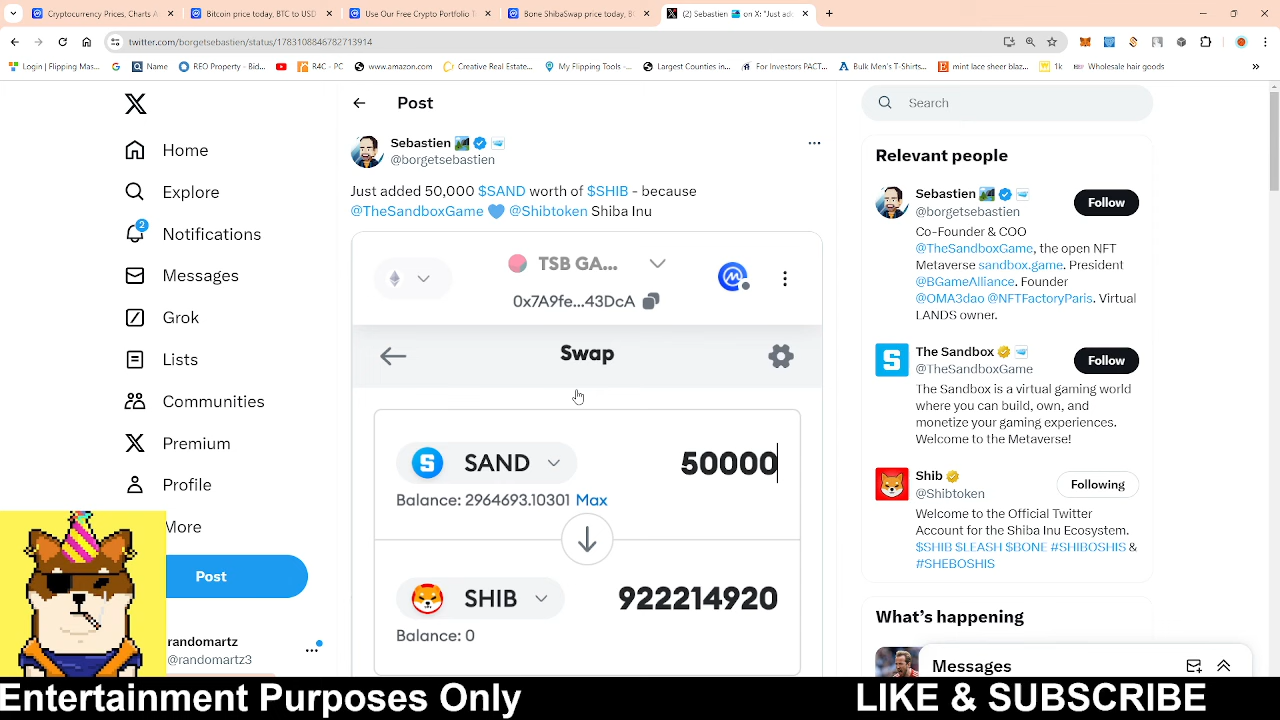 Cryptocurrency Prices, Charts A
Bitcoin price today, BTC to USD
Use Our Free Crypto Portfolio T
Bone ShibaSwap price today, B
(2) Sebastien on X: "Just ad
twitter.com/borgetsebastien/status/1783108846782713914
Login | Flipping Mas...
Name
REO Property - Bid...
R4C - PC
www.amazon.com
Creative Real Estat...
My Flipping Tools -...
Largest Counties in...
For Investors PACT...
Bulk Men's T-Shirts...
mint lace sheer blaz...
1k
Wholesale hair goods
Post
Search
Home
Explore
2
Notifications
Messages
Grok
Lists
Communities
Premium
Profile
More
Post
randomartz
@randomartz3
Sebastien
@borgetsebastien
Just added 50,000 $SAND worth of $SHIB - because
@TheSandboxGame 💙 @Shibtoken Shiba Inu
TSB GA...
0x7A9fe...43DcA
Swap
SAND
50000
Balance: 2964693.10301 Max
SHIB
922214920
Balance: 0
Relevant people
Sebastien
Follow
@borgetsebastien
Co-Founder & COO
@TheSandboxGame, the open NFT
Metaverse sandbox.game. President
@BGameAlliance. Founder
@OMA3dao @NFTFactoryParis. Virtual
LANDS owner.
The Sandbox
Follow
@TheSandboxGame
The Sandbox is a virtual gaming world
where you can build, own, and
monetize your gaming experiences.
Welcome to the Metaverse!
Shib
Following
@Shibtoken
Welcome to the Official Twitter
Account for the Shiba Inu Ecosystem.
$SHIB $LEASH $BONE #SHIBOSHIS &
#SHEBOSHIS
What's happening
Messages
Entertainment Purposes Only
LIKE & SUBSCRIBE